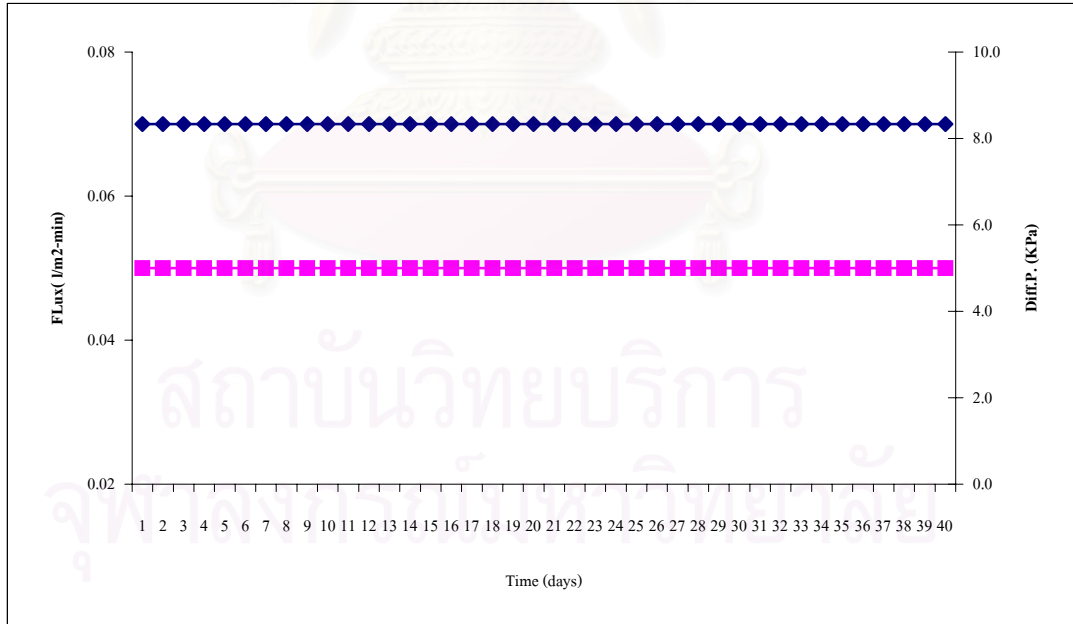 0.08
0.06
0.04
0.02
FLux( l/m2-min)
10.0
8.0
6.0
4.0
2.0
0.0
Diff.P. (KPa)
1 2 3 4 5 6 7 8 9 10 11 12 13 14 15 16 17 18 19 20 21 22 23 24 25 26 27 28 29 30 31 32 33 34 35 36 37 38 39 40
Time (days)
สถาบันวิทยบริการ
จุฬาลงกรณ์มหาวิทยาลัย